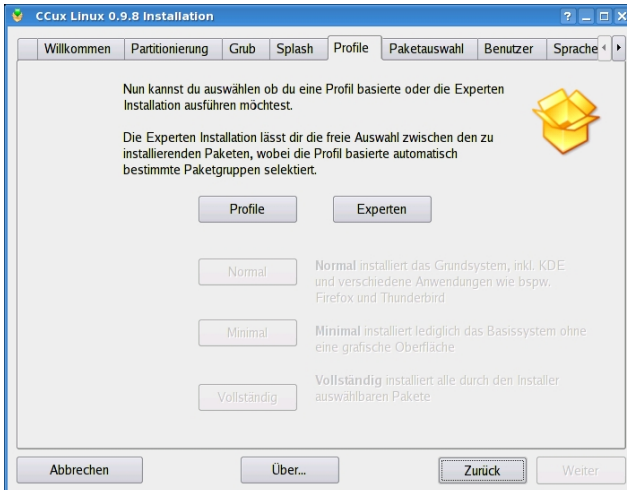 CCux Linux 0.9.8 Installation
Willkommen
Partitionierung
Grub
Splash
Profile
Paketauswahl
Benutzer
Sprache
Nun kannst du auswählen ob du eine Profil basierte oder die Experten
Installation ausführen möchtest.
Die Experten Installation lässt dir die freie Auswahl zwischen den zu
installierenden Paketen, wobei die Profil basierte automatisch
bestimmte Paketgruppen selektiert.
Profile
Experten
Normal
Normal installiert das Grundsystem, inkl. KDE
und verschiedene Anwendungen wie bspw.
Firefox und Thunderbird
Minimal
Minimal installiert lediglich das Basissystem ohne
eine grafische Oberfläche
Vollständig
Vollständig installiert alle durch den Installer
auswählbaren Pakete
Abbrechen
Über...
Zurück
Weiter